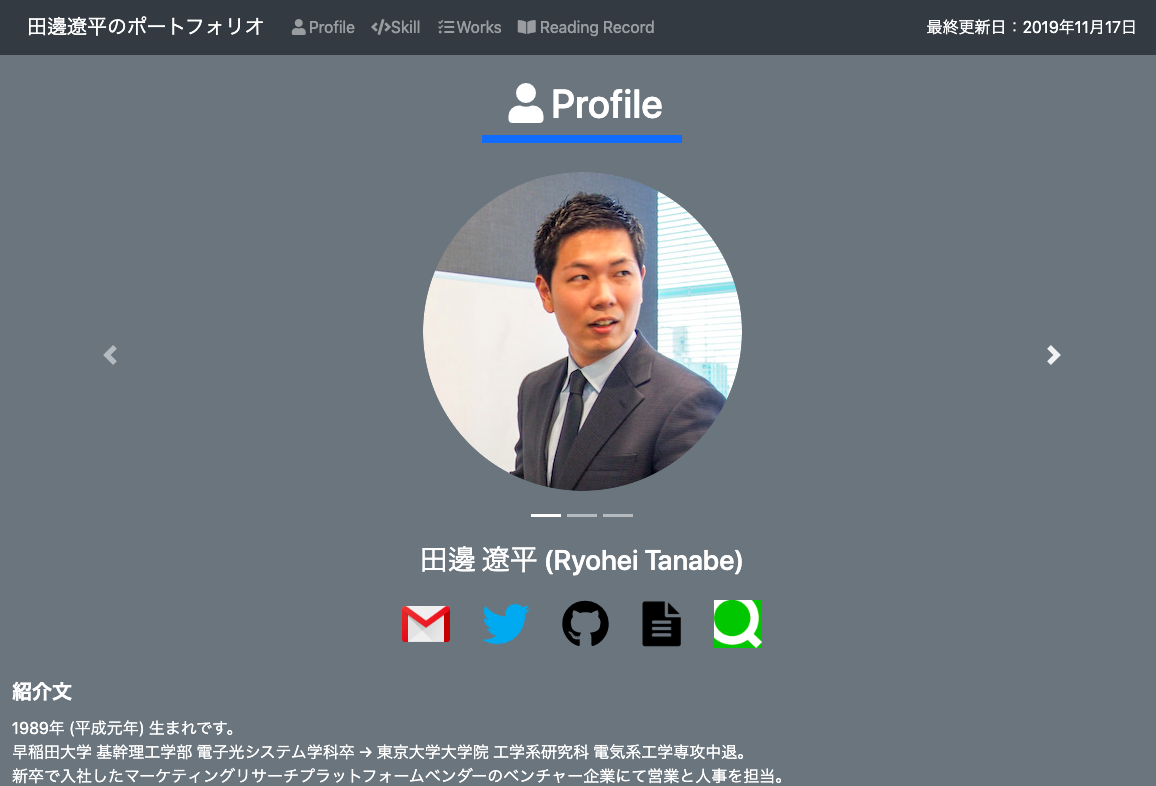 田邊遼平のポートフォリオ Profile Skill Works Reading Record 最終更新日：2019年11月17日
Profile
田邊 遼平 (Ryohei Tanabe)
紹介文
1989年 (平成元年) 生まれです。
早稲田大学 基幹理工学部 電子光システム学科卒 → 東京大学大学院 工学系研究科 電気系工学専攻中退。
新卒で入社したマーケティングリサーチプラットフォームベンダーのベンチャー企業にて営業と人事を担当。